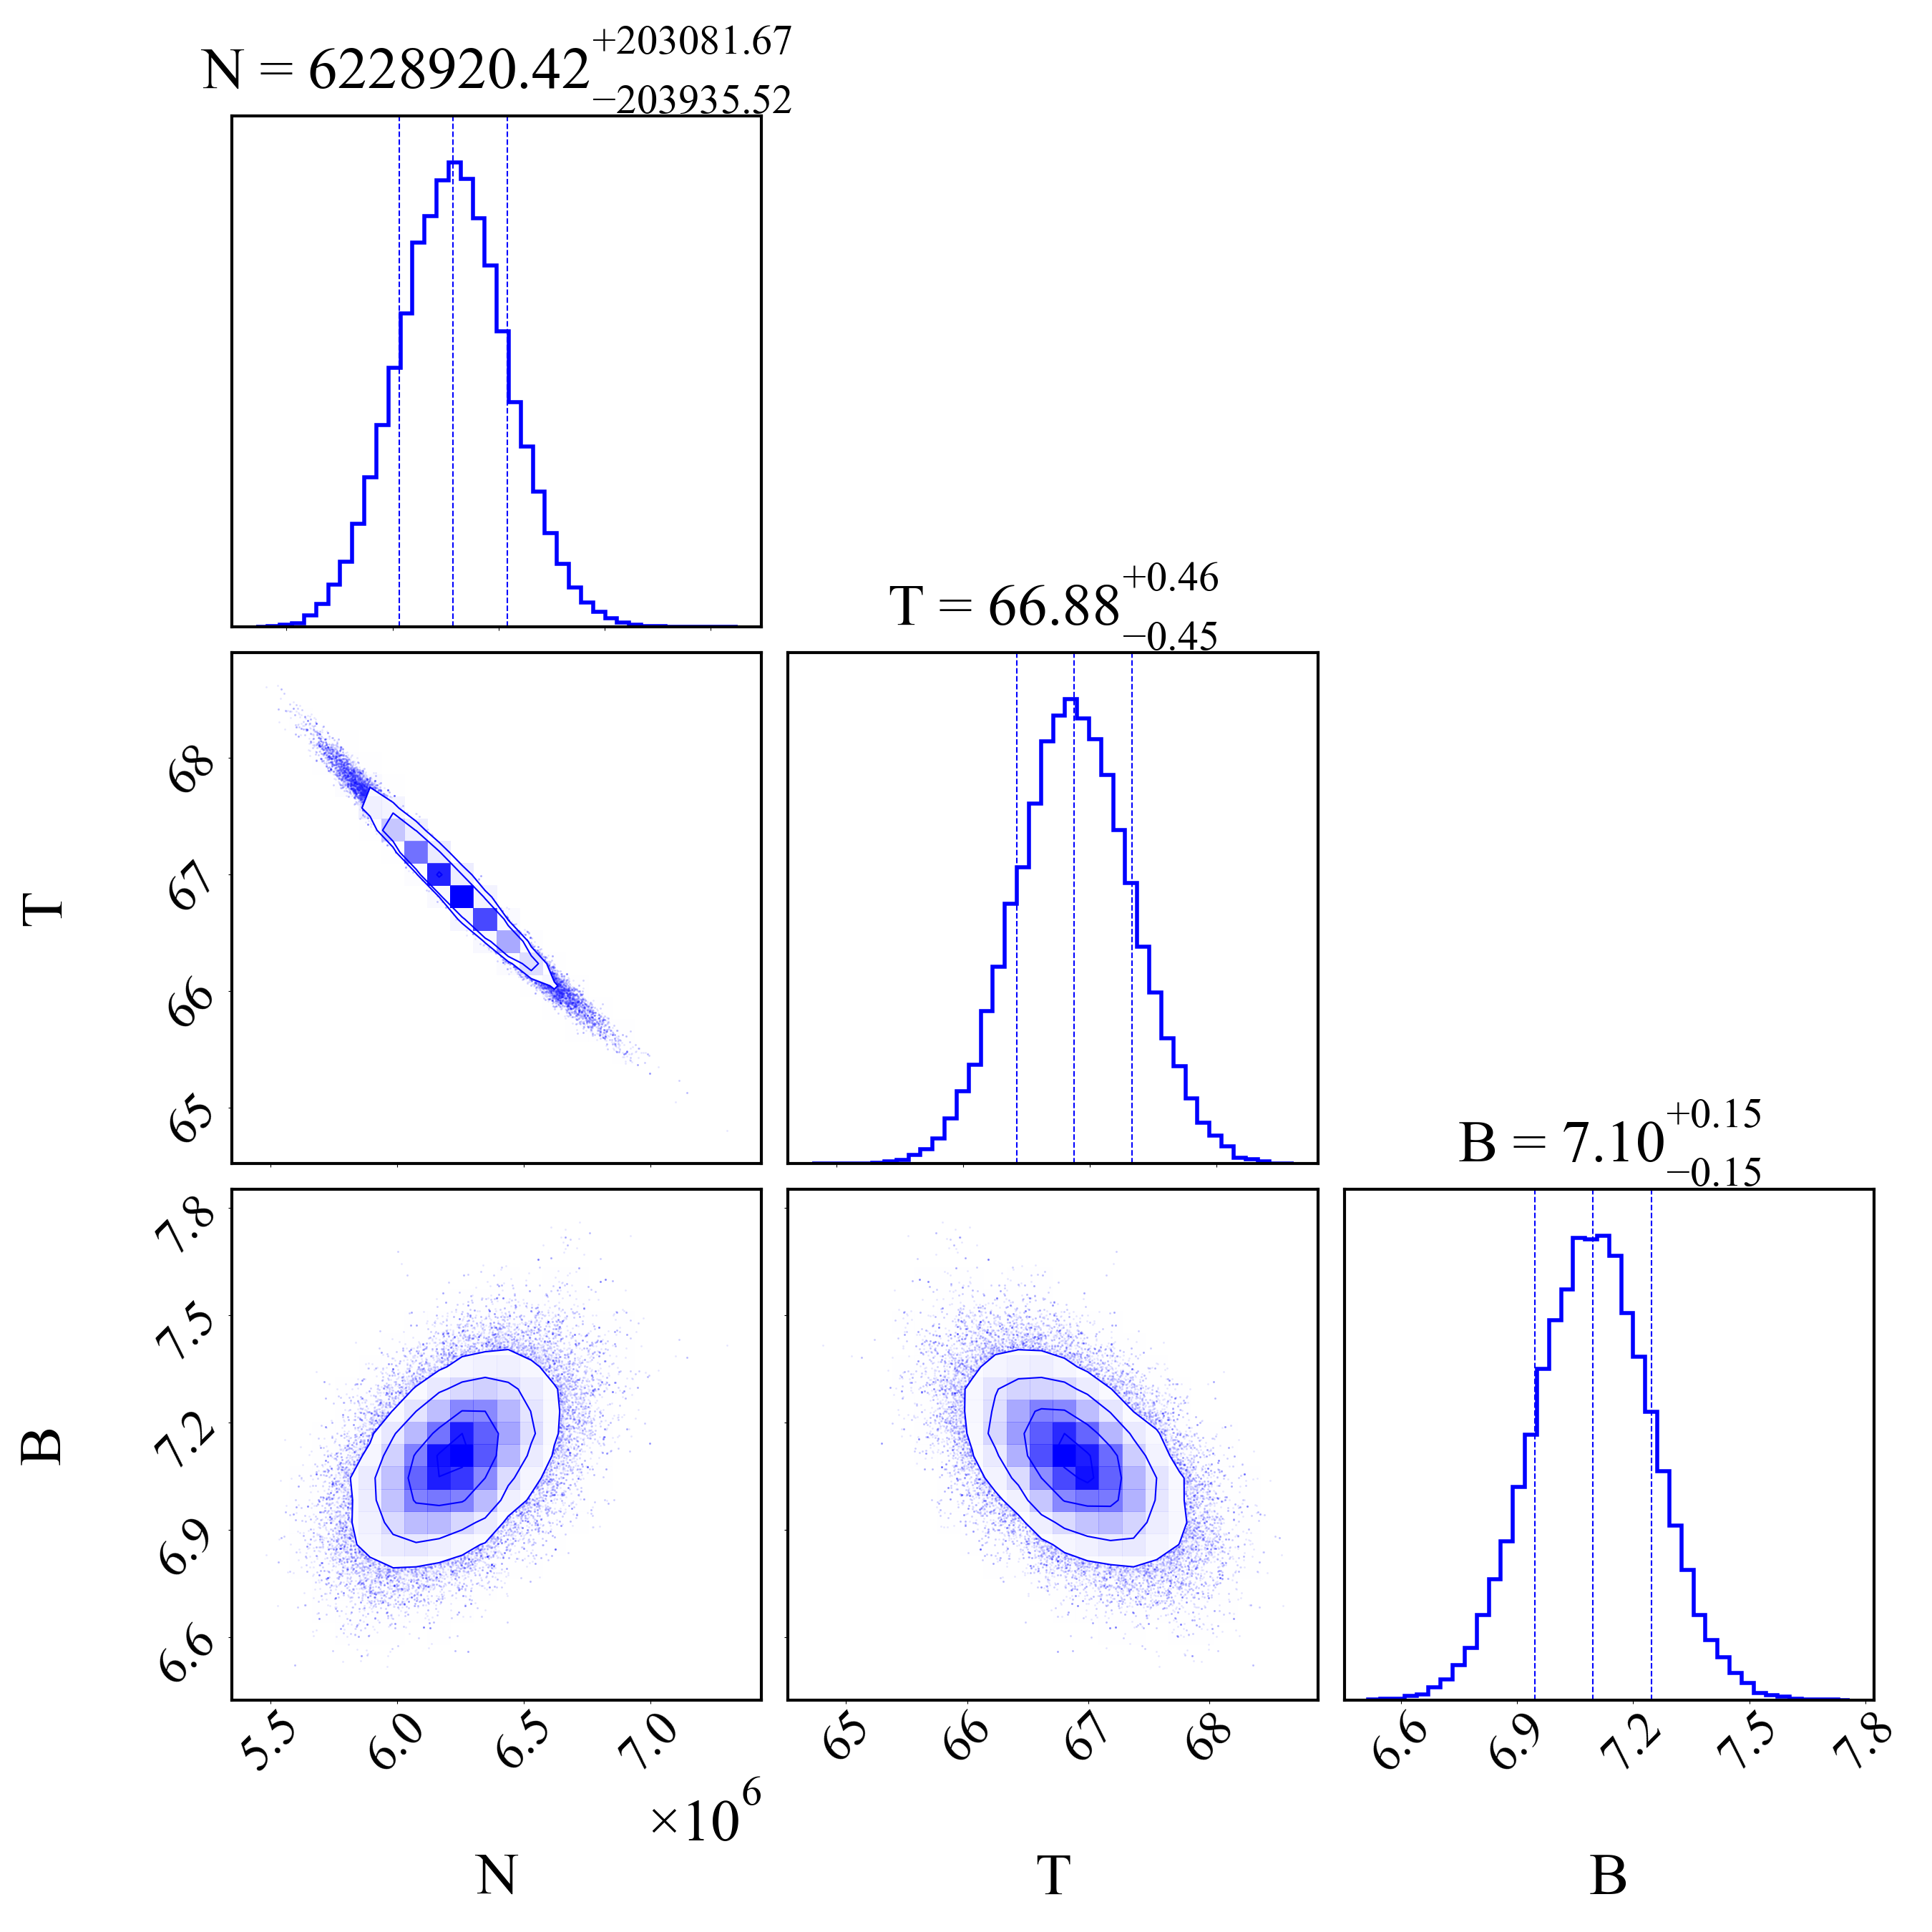 N = 6228920.42 +203081.67 −203935.52
T = 66.88 +0.46 −0.45
68
67
66
65
T
B = 7.10 +0.15 −0.15
7.8
7.5
7.2
6.9
6.6
B
5.5 6.0 6.5 7.0
65 66 67 68
6.6 6.9 7.2 7.5 7.8
×10⁶
N T B